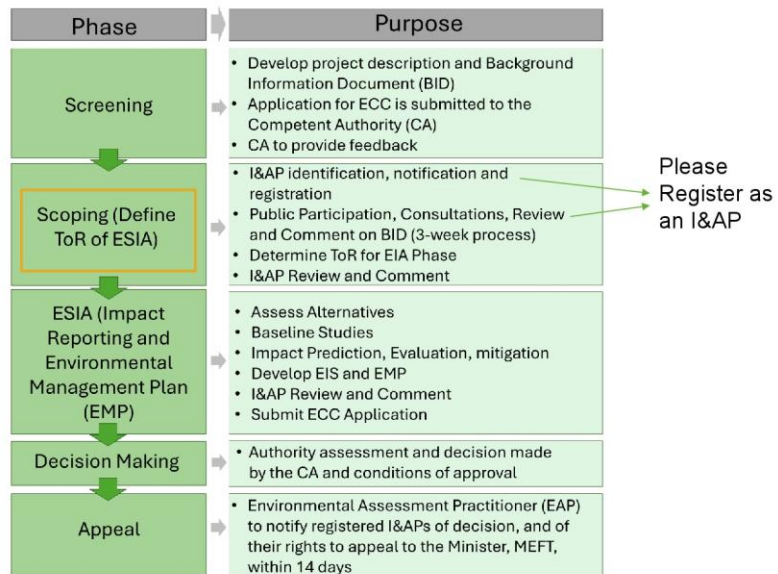 Phase
Purpose
Screening
• Develop project description and Background
Information Document (BID)
• Application for ECC is submitted to the
Competent Authority (CA)
• CA to provide feedback
Scoping (Define
ToR of ESIA)
• I&AP identification, notification and
registration
• Public Participation, Consultations, Review
and Comment on BID (3-week process)
• Determine ToR for EIA Phase
• I&AP Review and Comment
Please
Register as
an I&AP
ESIA (Impact
Reporting and
Environmental
Management Plan
(EMP)
• Assess Alternatives
• Baseline Studies
• Impact Prediction, Evaluation, mitigation
• Develop EIS and EMP
• I&AP Review and Comment
• Submit ECC Application
Decision Making
• Authority assessment and decision made
by the CA and conditions of approval
Appeal
• Environmental Assessment Practitioner (EAP)
to notify registered I&APs of decision, and of
their rights to appeal to the Minister, MEFT,
within 14 days